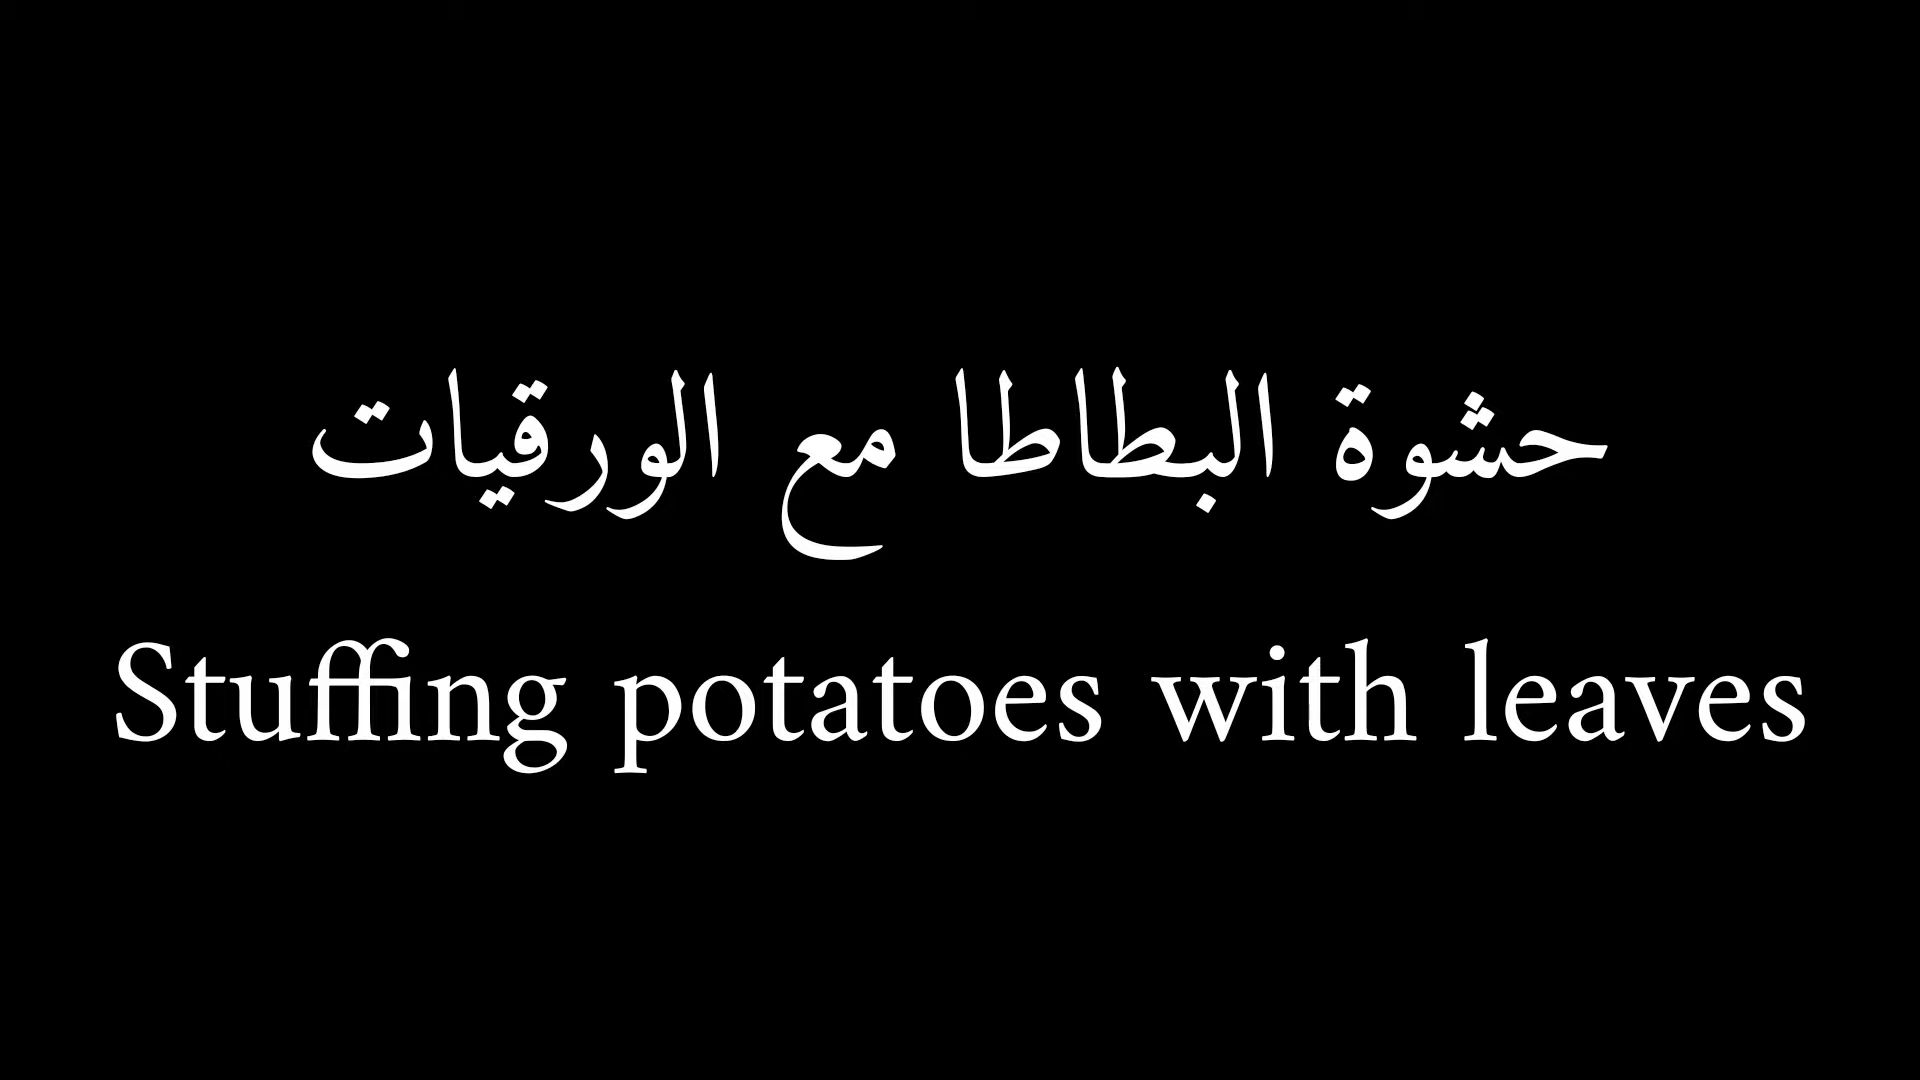 حشوة البطاطا مع الورقيات
Stuffing potatoes with leaves